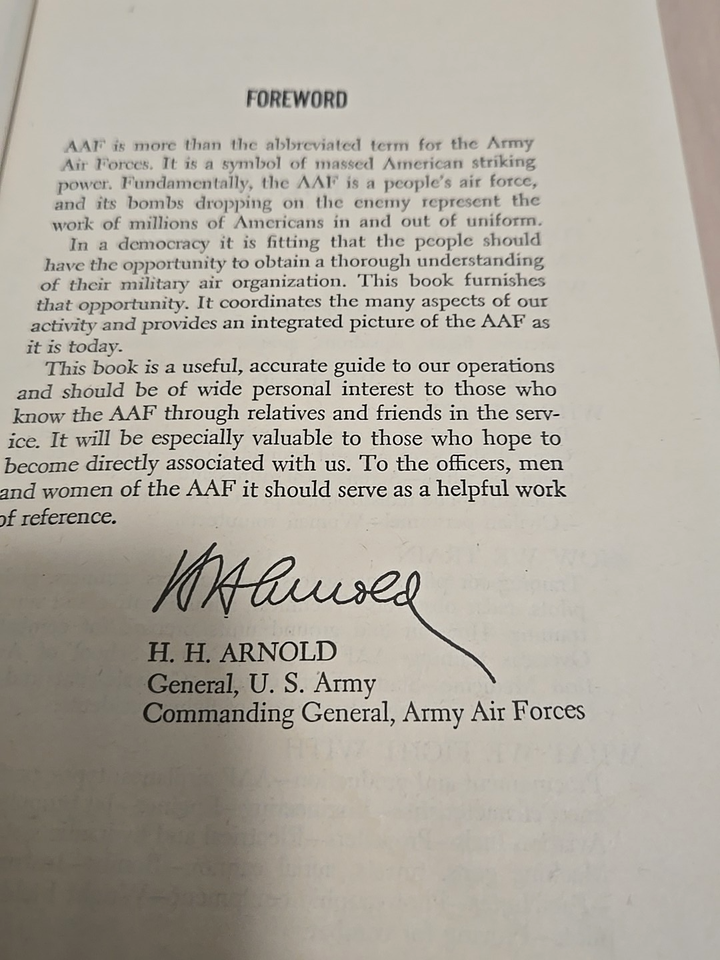 FOREWORD
AAF is more than the abbreviated term for the Army
Air Forces. It is a symbol of massed American striking
power. Fundamentally, the AAF is a people's air force,
and its bombs dropping on the enemy represent the
work of millions of Americans in and out of uniform.
In a democracy it is fitting that the people should
have the opportunity to obtain a thorough understanding
of their military air organization. This book furnishes
that opportunity. It coordinates the many aspects of our
activity and provides an integrated picture of the AAF as
it is today.
This book is a useful, accurate guide to our operations
and should be of wide personal interest to those who
know the AAF through relatives and friends in the serv-
ice. It will be especially valuable to those who hope to
become directly associated with us. To the officers, men
and women of the AAF it should serve as a helpful work
of reference.
HHArnold
H. H. ARNOLD
General, U. S. Army
Commanding General, Army Air Forces